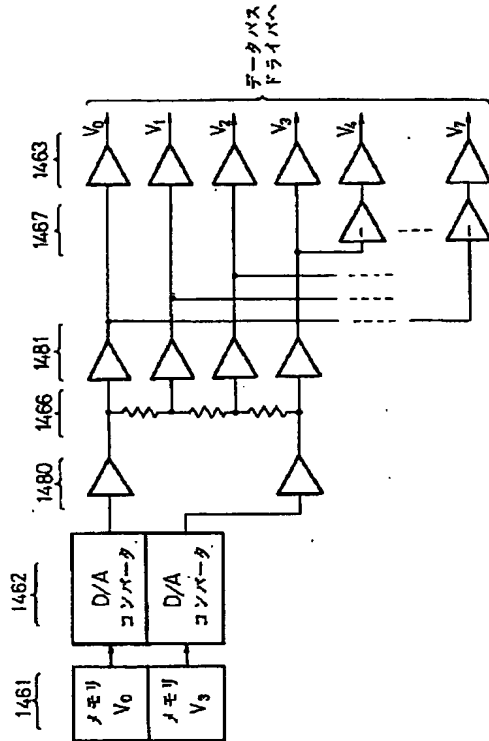 1461
メモリ
V0
メモリ
V3
1462
D/A
コンバータ
D/A
コンバータ
1480
1466
1481
1467
1463
V0
V1
V2
V3
V4
V7
データバス
ドライバへ